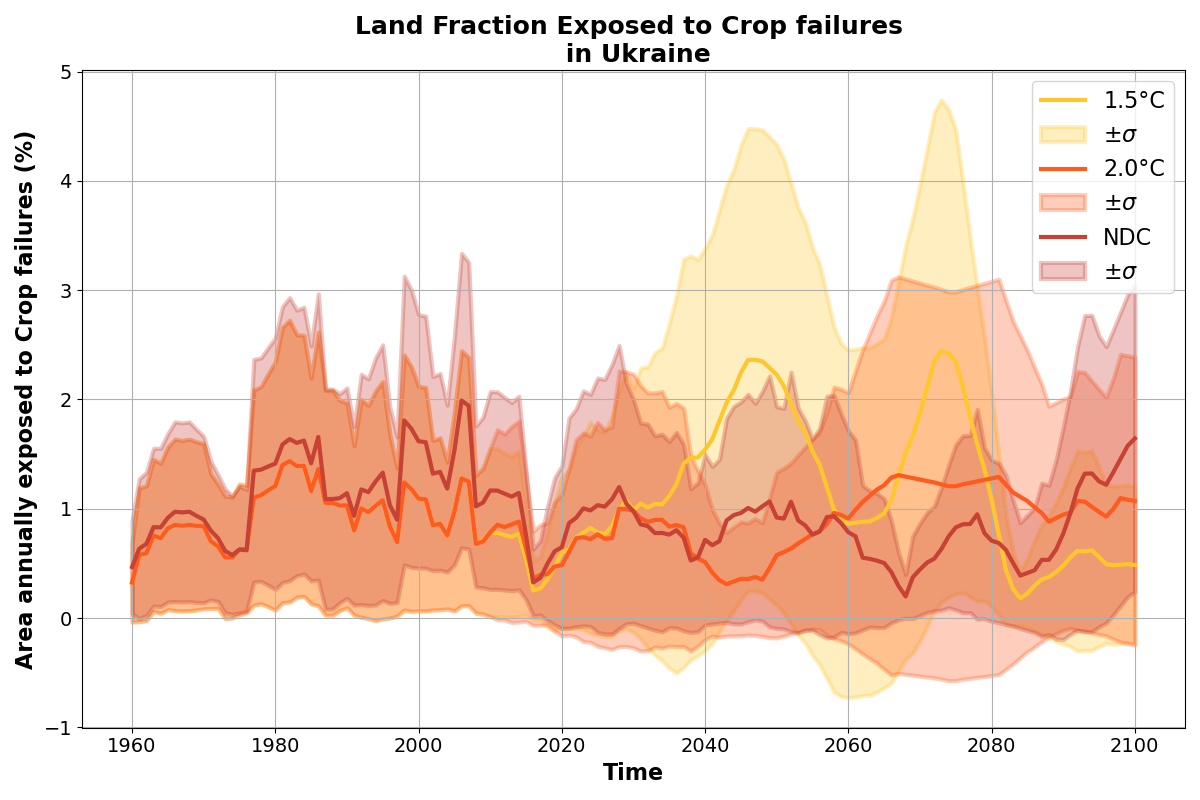 Land Fraction Exposed to Crop failures
in Ukraine
Area annually exposed to Crop failures (%)
5
4
3
2
1
0
−1
1.5°C
±σ
2.0°C
±σ
NDC
±σ
1960 1980 2000 2020 2040 2060 2080 2100
Time